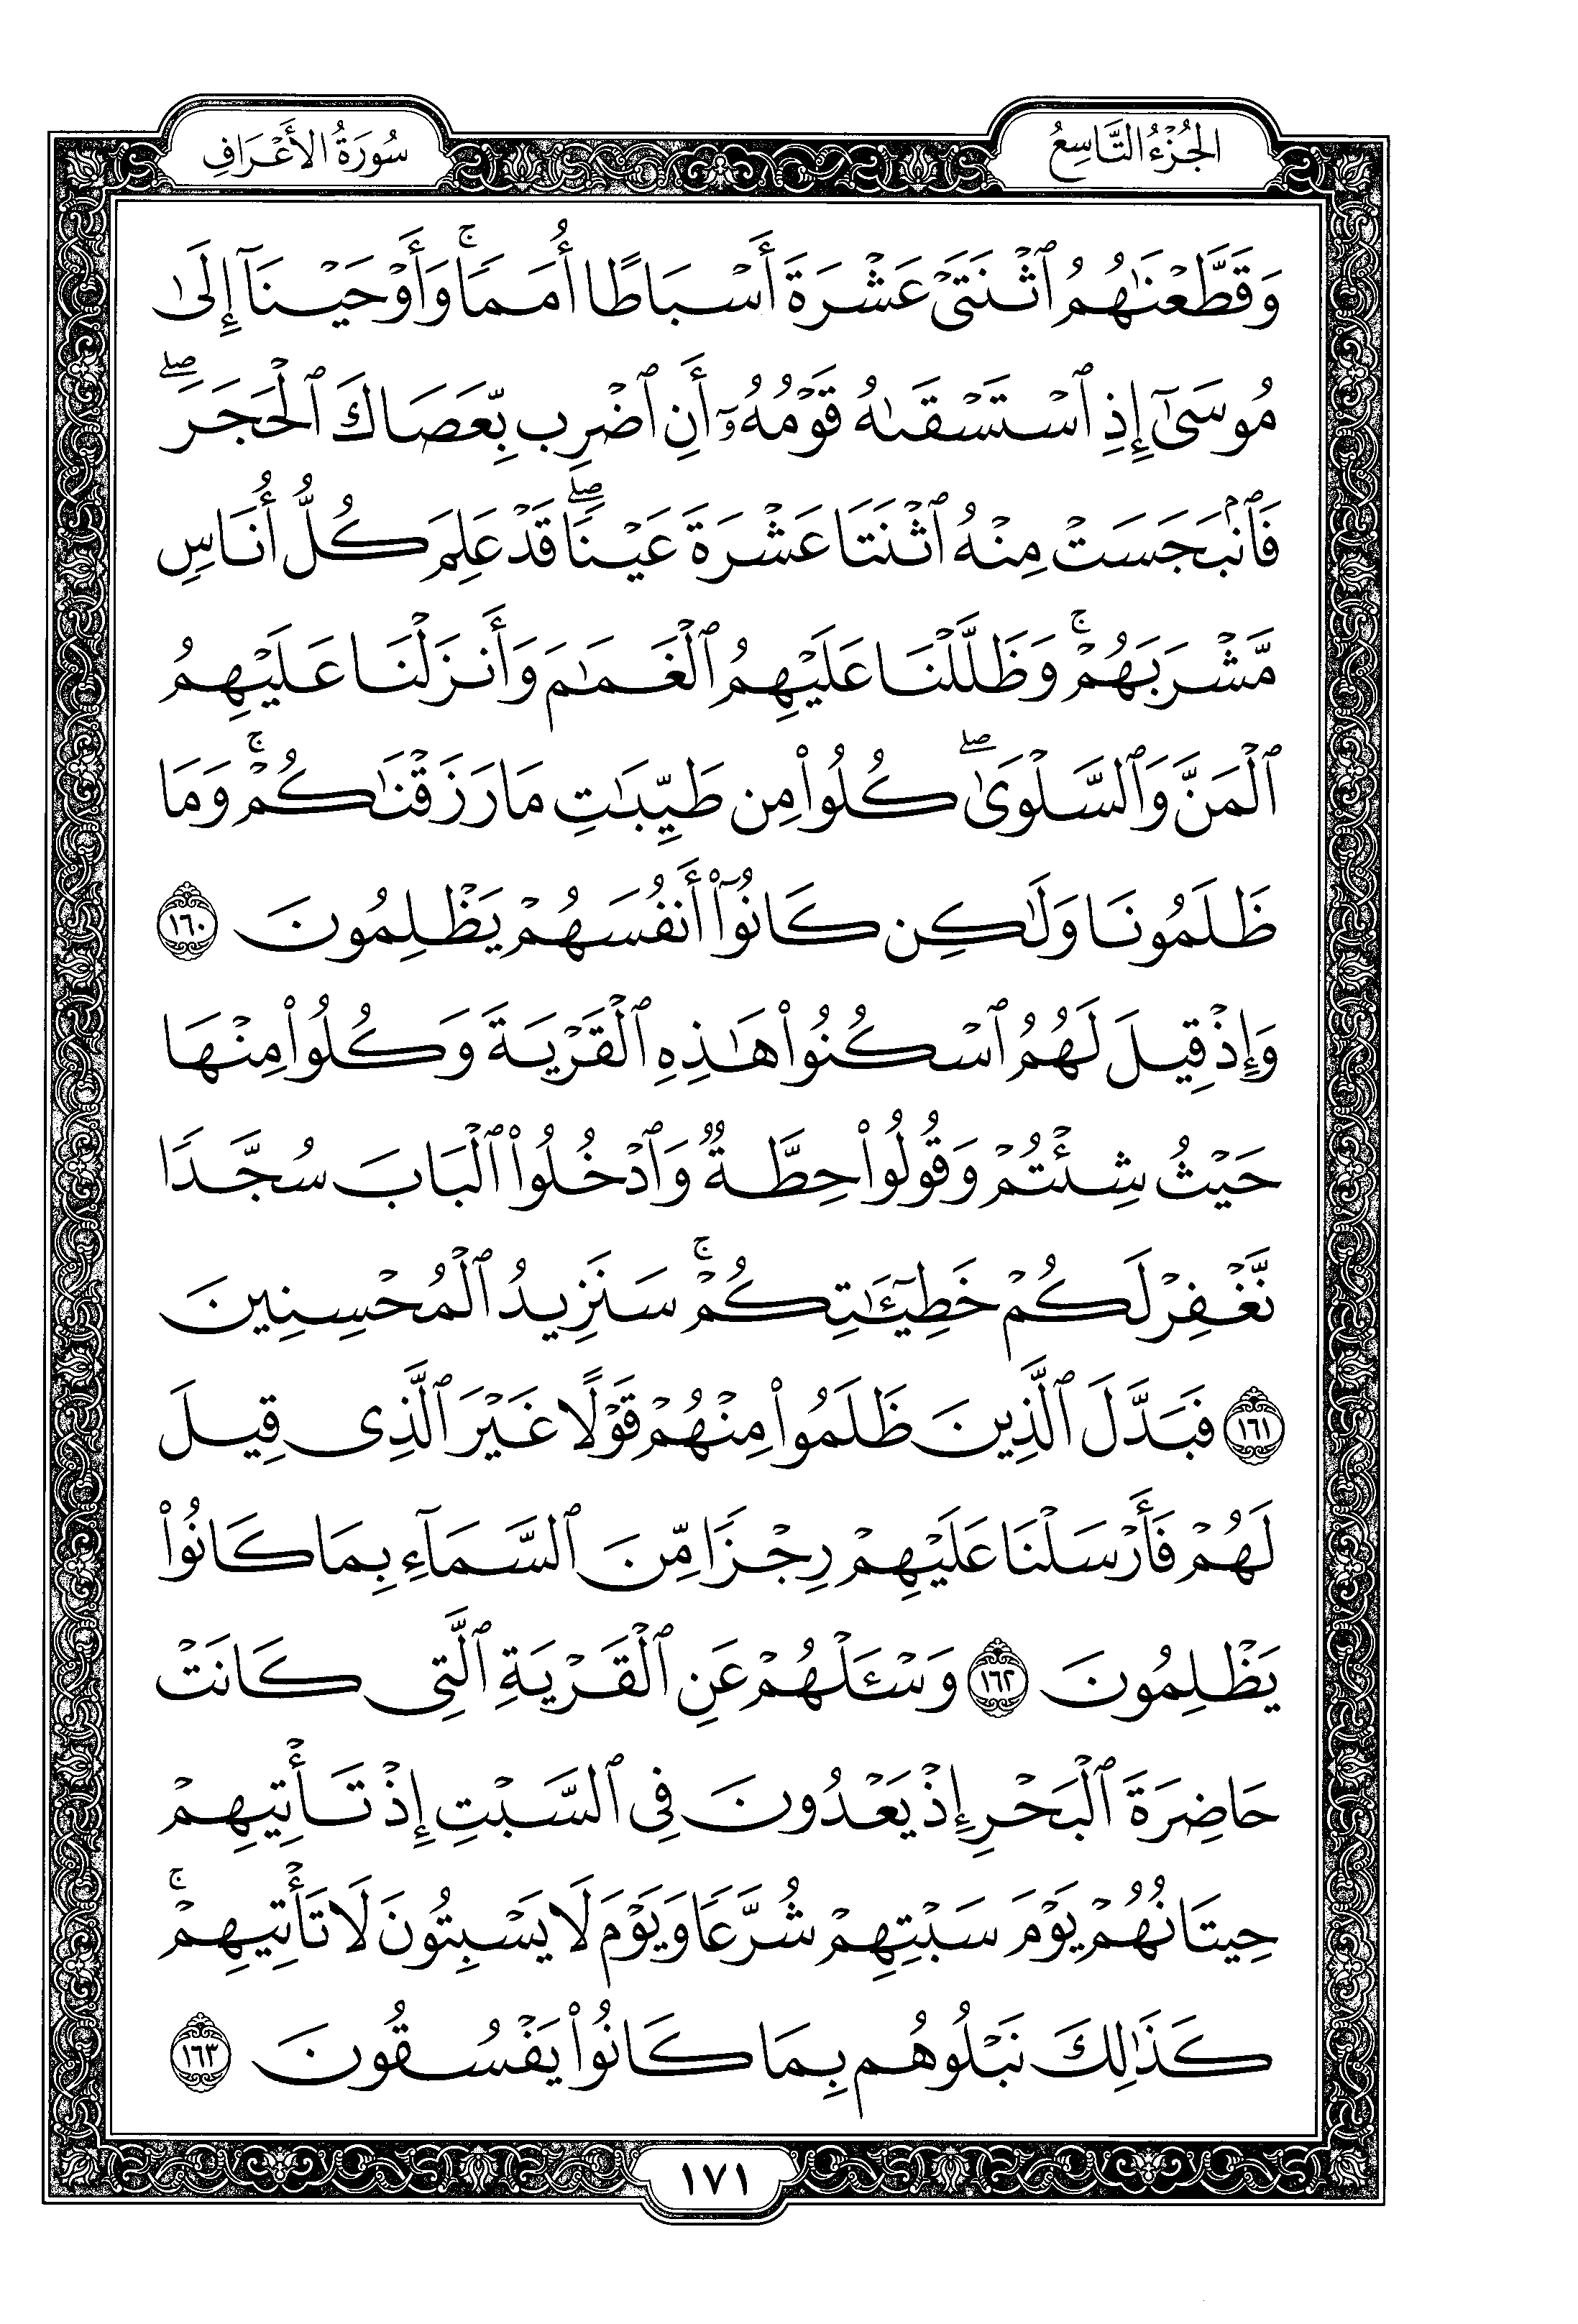 الجُزْءُ التَّاسِعُ
سُورَةُ الأَعْرَافِ
وَقَطَّعْنَٰهُمُ ٱثْنَتَىْ عَشْرَةَ أَسْبَاطًا أُمَمًا ۚ وَأَوْحَيْنَآ إِلَىٰ
مُوسَىٰٓ إِذِ ٱسْتَسْقَىٰهُ قَوْمُهُۥٓ أَنِ ٱضْرِب بِّعَصَاكَ ٱلْحَجَرَ ۖ
فَٱنۢبَجَسَتْ مِنْهُ ٱثْنَتَا عَشْرَةَ عَيْنًا ۖ قَدْ عَلِمَ كُلُّ أُنَاسٍ
مَّشْرَبَهُمْ ۚ وَظَلَّلْنَا عَلَيْهِمُ ٱلْغَمَٰمَ وَأَنزَلْنَا عَلَيْهِمُ
ٱلْمَنَّ وَٱلسَّلْوَىٰ ۖ كُلُوا۟ مِن طَيِّبَٰتِ مَا رَزَقْنَٰكُمْ ۚ وَمَا
ظَلَمُونَا وَلَٰكِن كَانُوٓا۟ أَنفُسَهُمْ يَظْلِمُونَ ١٦٠
وَإِذْ قِيلَ لَهُمُ ٱسْكُنُوا۟ هَٰذِهِ ٱلْقَرْيَةَ وَكُلُوا۟ مِنْهَا
حَيْثُ شِئْتُمْ وَقُولُوا۟ حِطَّةٌ وَٱدْخُلُوا۟ ٱلْبَابَ سُجَّدًا
نَّغْفِرْ لَكُمْ خَطِيٓـَٰٔتِكُمْ ۚ سَنَزِيدُ ٱلْمُحْسِنِينَ
١٦١ فَبَدَّلَ ٱلَّذِينَ ظَلَمُوا۟ مِنْهُمْ قَوْلًا غَيْرَ ٱلَّذِى قِيلَ
لَهُمْ فَأَرْسَلْنَا عَلَيْهِمْ رِجْزًا مِّنَ ٱلسَّمَآءِ بِمَا كَانُوا۟
يَظْلِمُونَ ١٦٢ وَسْـَٔلْهُمْ عَنِ ٱلْقَرْيَةِ ٱلَّتِى كَانَتْ
حَاضِرَةَ ٱلْبَحْرِ إِذْ يَعْدُونَ فِى ٱلسَّبْتِ إِذْ تَأْتِيهِمْ
حِيتَانُهُمْ يَوْمَ سَبْتِهِمْ شُرَّعًا وَيَوْمَ لَا يَسْبِتُونَ لَا تَأْتِيهِمْ ۚ
كَذَٰلِكَ نَبْلُوهُم بِمَا كَانُوا۟ يَفْسُقُونَ ١٦٣
١٧١